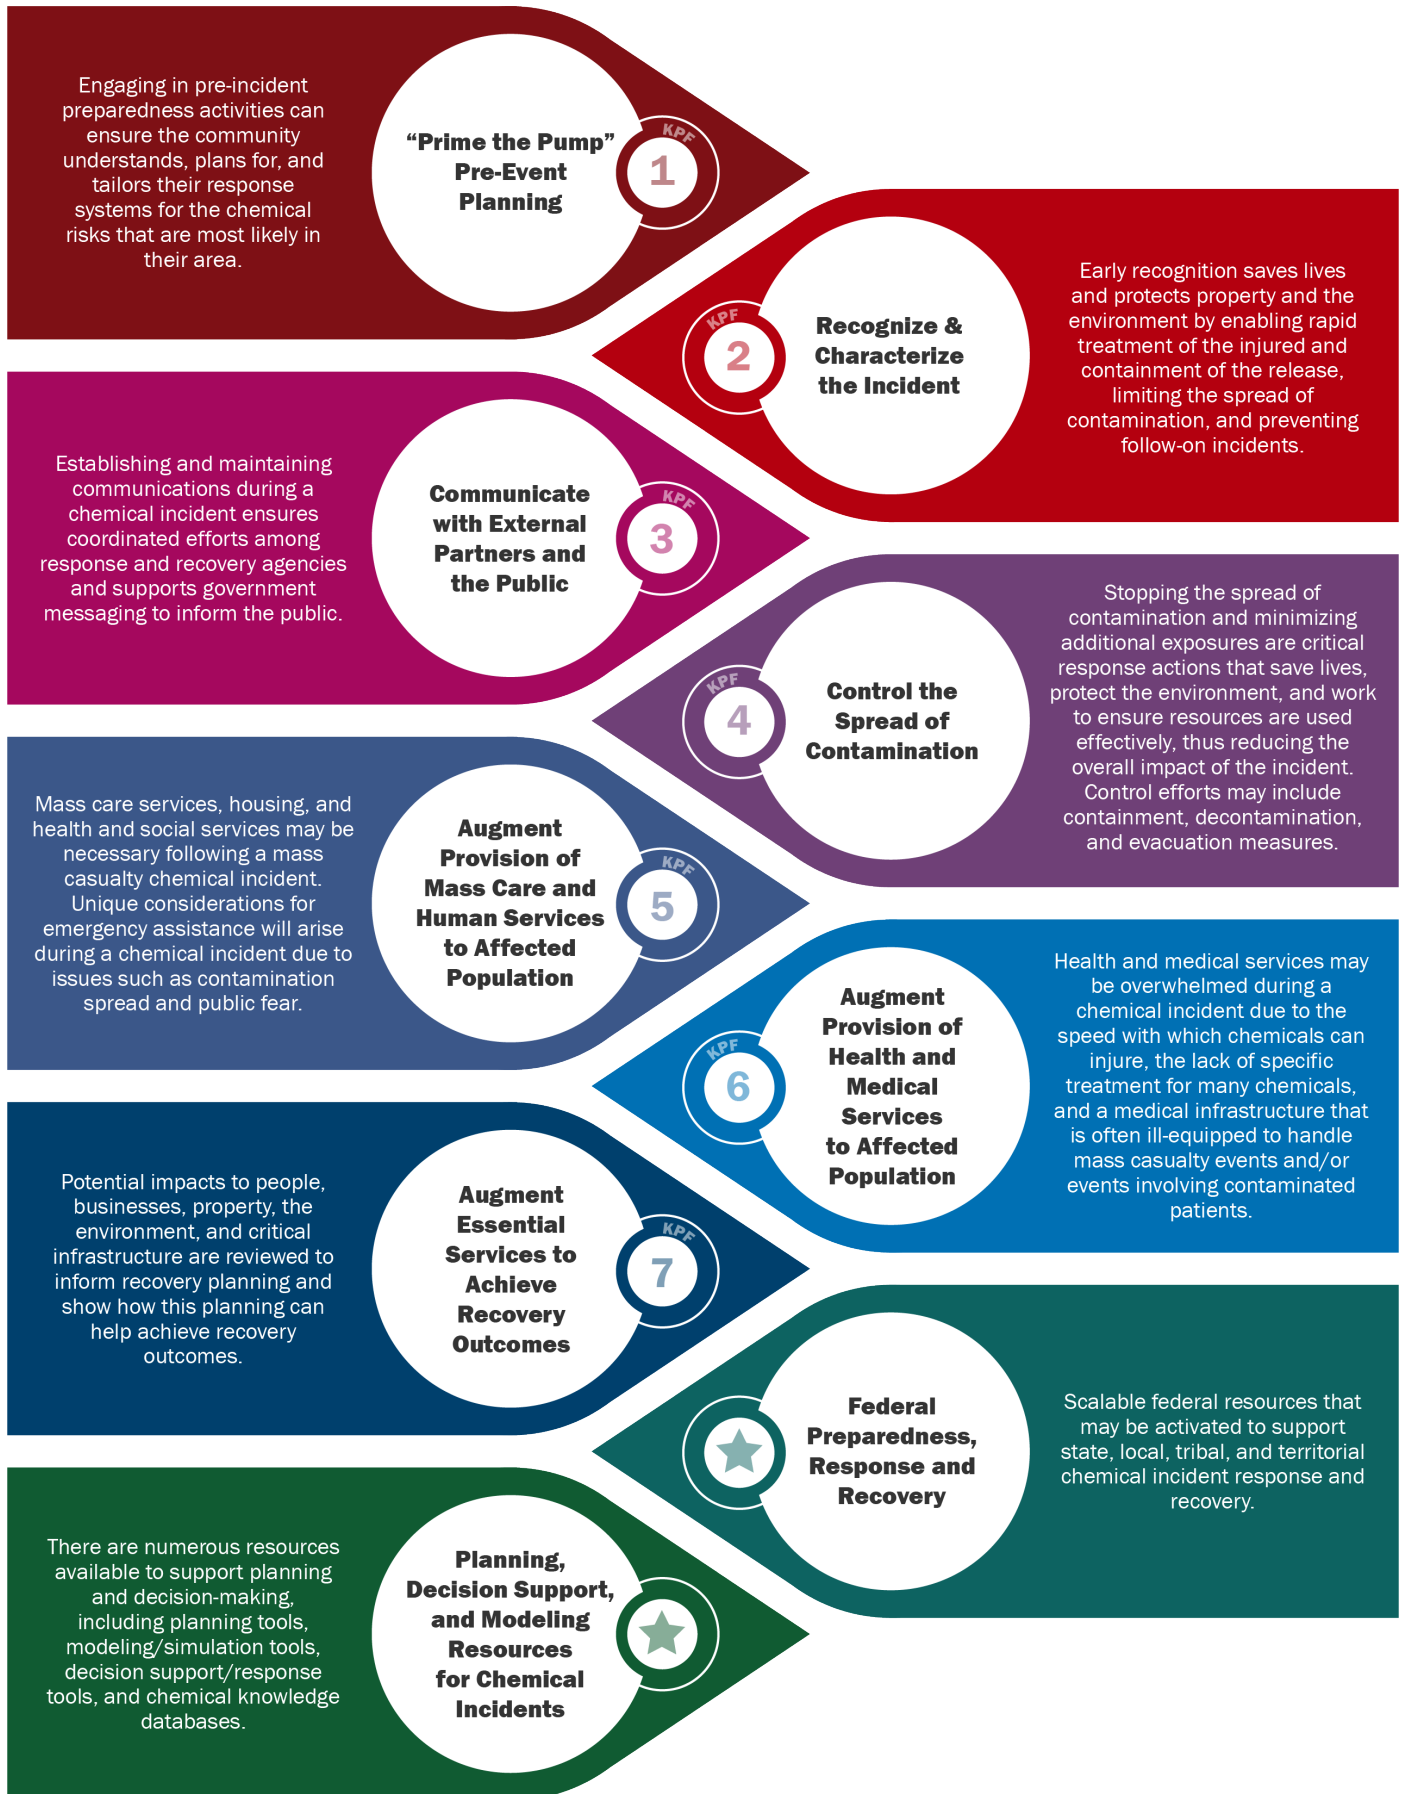 Engaging in pre-incident
preparedness activities can
ensure the community
understands, plans for, and
tailors their response
systems for the chemical
risks that are most likely in
their area.
“Prime the Pump”
Pre-Event
Planning
KPF
1
KPF
2
Recognize &
Characterize
the Incident
Early recognition saves lives
and protects property and the
environment by enabling rapid
treatment of the injured and
containment of the release,
limiting the spread of
contamination, and preventing
follow-on incidents.
Establishing and maintaining
communications during a
chemical incident ensures
coordinated efforts among
response and recovery agencies
and supports government
messaging to inform the public.
Communicate
with External
Partners and
the Public
KPF
3
KPF
4
Control the
Spread of
Contamination
Stopping the spread of
contamination and minimizing
additional exposures are critical
response actions that save lives,
protect the environment, and work
to ensure resources are used
effectively, thus reducing the
overall impact of the incident.
Control efforts may include
containment, decontamination,
and evacuation measures.
Mass care services, housing, and
health and social services may be
necessary following a mass
casualty chemical incident.
Unique considerations for
emergency assistance will arise
during a chemical incident due to
issues such as contamination
spread and public fear.
Augment
Provision of
Mass Care and
Human Services
to Affected
Population
KPF
5
KPF
6
Augment
Provision of
Health and
Medical
Services
to Affected
Population
Health and medical services may
be overwhelmed during a
chemical incident due to the
speed with which chemicals can
injure, the lack of specific
treatment for many chemicals,
and a medical infrastructure that
is often ill-equipped to handle
mass casualty events and/or
events involving contaminated
patients.
Potential impacts to people,
businesses, property, the
environment, and critical
infrastructure are reviewed to
inform recovery planning and
show how this planning can
help achieve recovery
outcomes.
Augment
Essential
Services to
Achieve
Recovery
Outcomes
KPF
7
Federal
Preparedness,
Response and
Recovery
Scalable federal resources that
may be activated to support
state, local, tribal, and territorial
chemical incident response and
recovery.
There are numerous resources
available to support planning
and decision-making,
including planning tools,
modeling/simulation tools,
decision support/response
tools, and chemical knowledge
databases.
Planning,
Decision Support,
and Modeling
Resources
for Chemical
Incidents